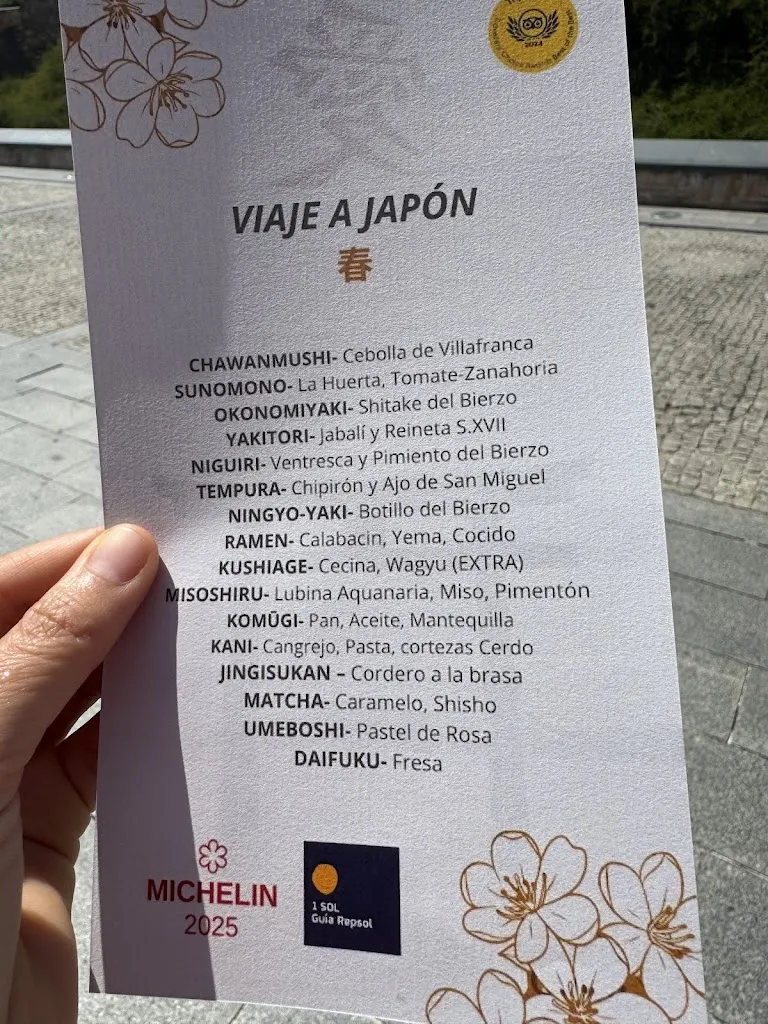 2024
VIAJE A JAPÓN
春
CHAWANMUSHI- Cebolla de Villafranca
SUNOMONO- La Huerta, Tomate-Zanahoria
OKONOMIYAKI- Shitake del Bierzo
YAKITORI- Jabalí y Reineta S.XVII
NIGUIRI- Ventresca y Pimiento del Bierzo
TEMPURA- Chipirón y Ajo de San Miguel
NINGYO-YAKI- Botillo del Bierzo
RAMEN- Calabacin, Yema, Cocido
KUSHIAGE- Cecina, Wagyu (EXTRA)
MISOSHIRU- Lubina Aquanaria, Miso, Pimentón
KOMŪGI- Pan, Aceite, Mantequilla
KANI- Cangrejo, Pasta, cortezas Cerdo
JINGISUKAN – Cordero a la brasa
MATCHA- Caramelo, Shisho
UMEBOSHI- Pastel de Rosa
DAIFUKU- Fresa
MICHELIN
2025
1 SOL
Guía Repsol